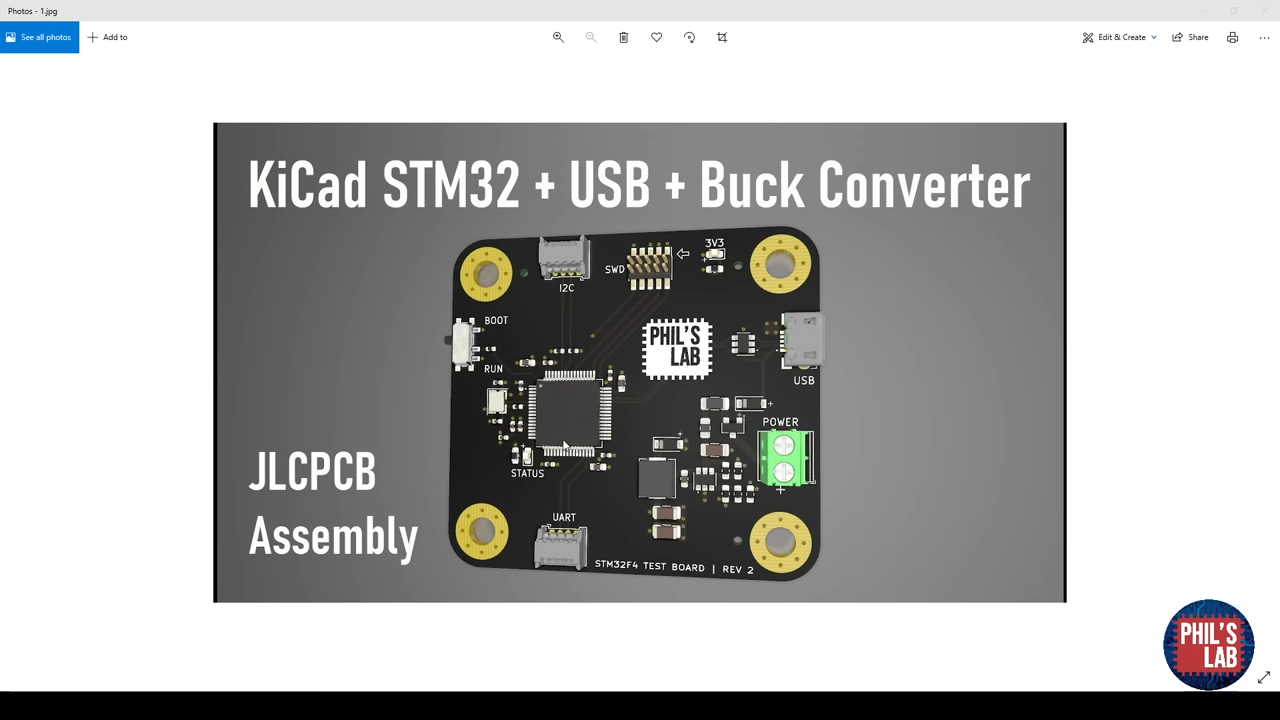 Photos - 1.jpg
See all photos
Add to
Edit & Create
Share
KiCad STM32 + USB + Buck Converter
3V3
SWD
I2C
BOOT
PHIL'S
LAB
RUN
USB
POWER
JLCPCB
STATUS
UART
Assembly
STM32F4 TEST BOARD | REV 2
PHIL'S
LAB